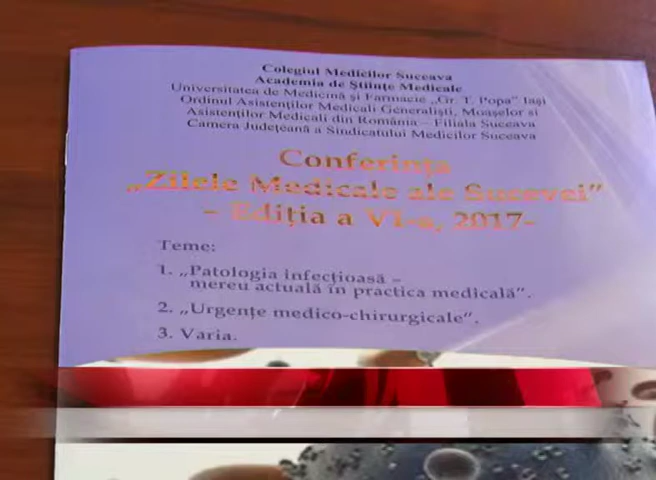 Colegiul Medicilor Suceava
Academia de Științe Medicale
Universitatea de Medicină și Farmacie „Gr. T. Popa" Iași
Ordinul Asistenților Medicali Generaliști, Moașelor și
Asistenților Medicali din România – Filiala Suceava
Camera Județeană a Sindicatului Medicilor Suceava
Conferința
„Zilele Medicale ale Sucevei"
– Ediția a VI-a, 2017–
Teme:
1. „Patologia infecțioasă –
mereu actuală în practica medicală".
2. „Urgențe medico-chirurgicale".
3. Varia.